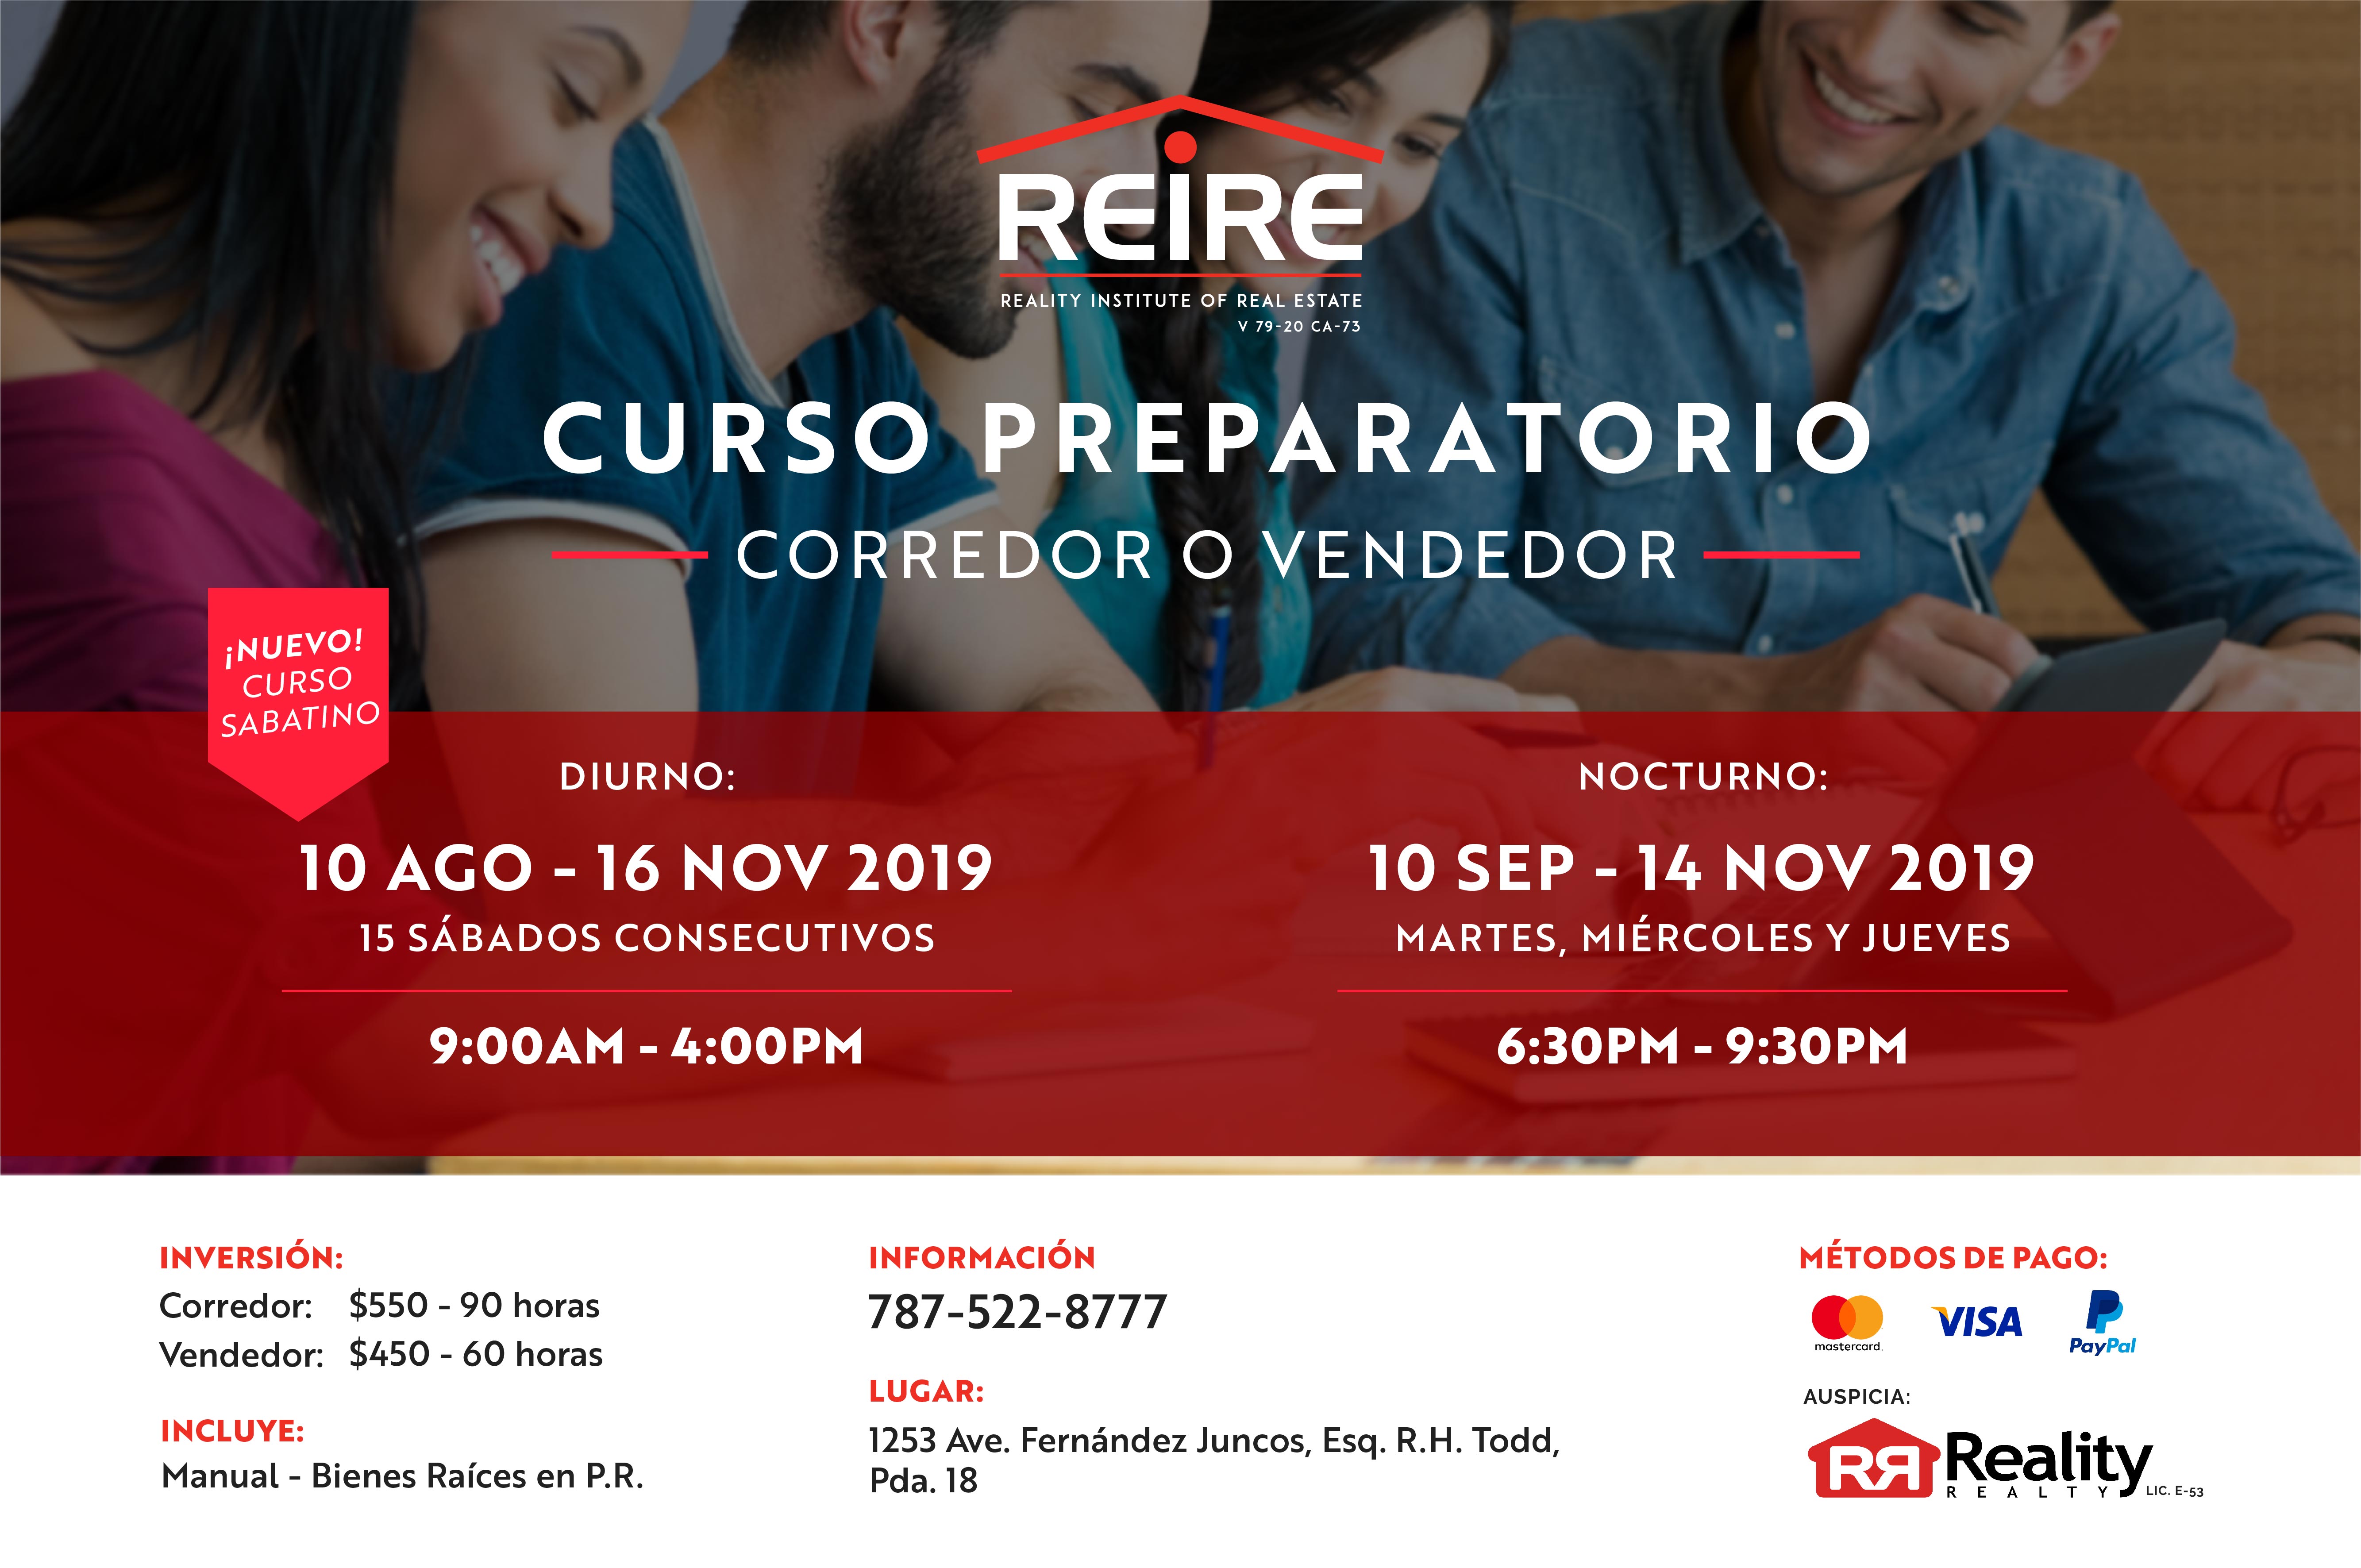 REIRE
REALITY INSTITUTE OF REAL ESTATE
V 79-20 CA-73
CURSO PREPARATORIO
CORREDOR O VENDEDOR
¡NUEVO!
CURSO
SABATINO
DIURNO:
10 AGO - 16 NOV 2019
15 SÁBADOS CONSECUTIVOS
9:00AM - 4:00PM
NOCTURNO:
10 SEP - 14 NOV 2019
MARTES, MIÉRCOLES Y JUEVES
6:30PM - 9:30PM
INVERSIÓN:
Corredor: $550 - 90 horas
Vendedor: $450 - 60 horas
INCLUYE:
Manual - Bienes Raíces en P.R.
INFORMACIÓN
787-522-8777
LUGAR:
1253 Ave. Fernández Juncos, Esq. R.H. Todd,
Pda. 18
MÉTODOS DE PAGO:
mastercard.
VISA
PayPal
AUSPICIA:
RR Reality
REALTY LIC. E-53